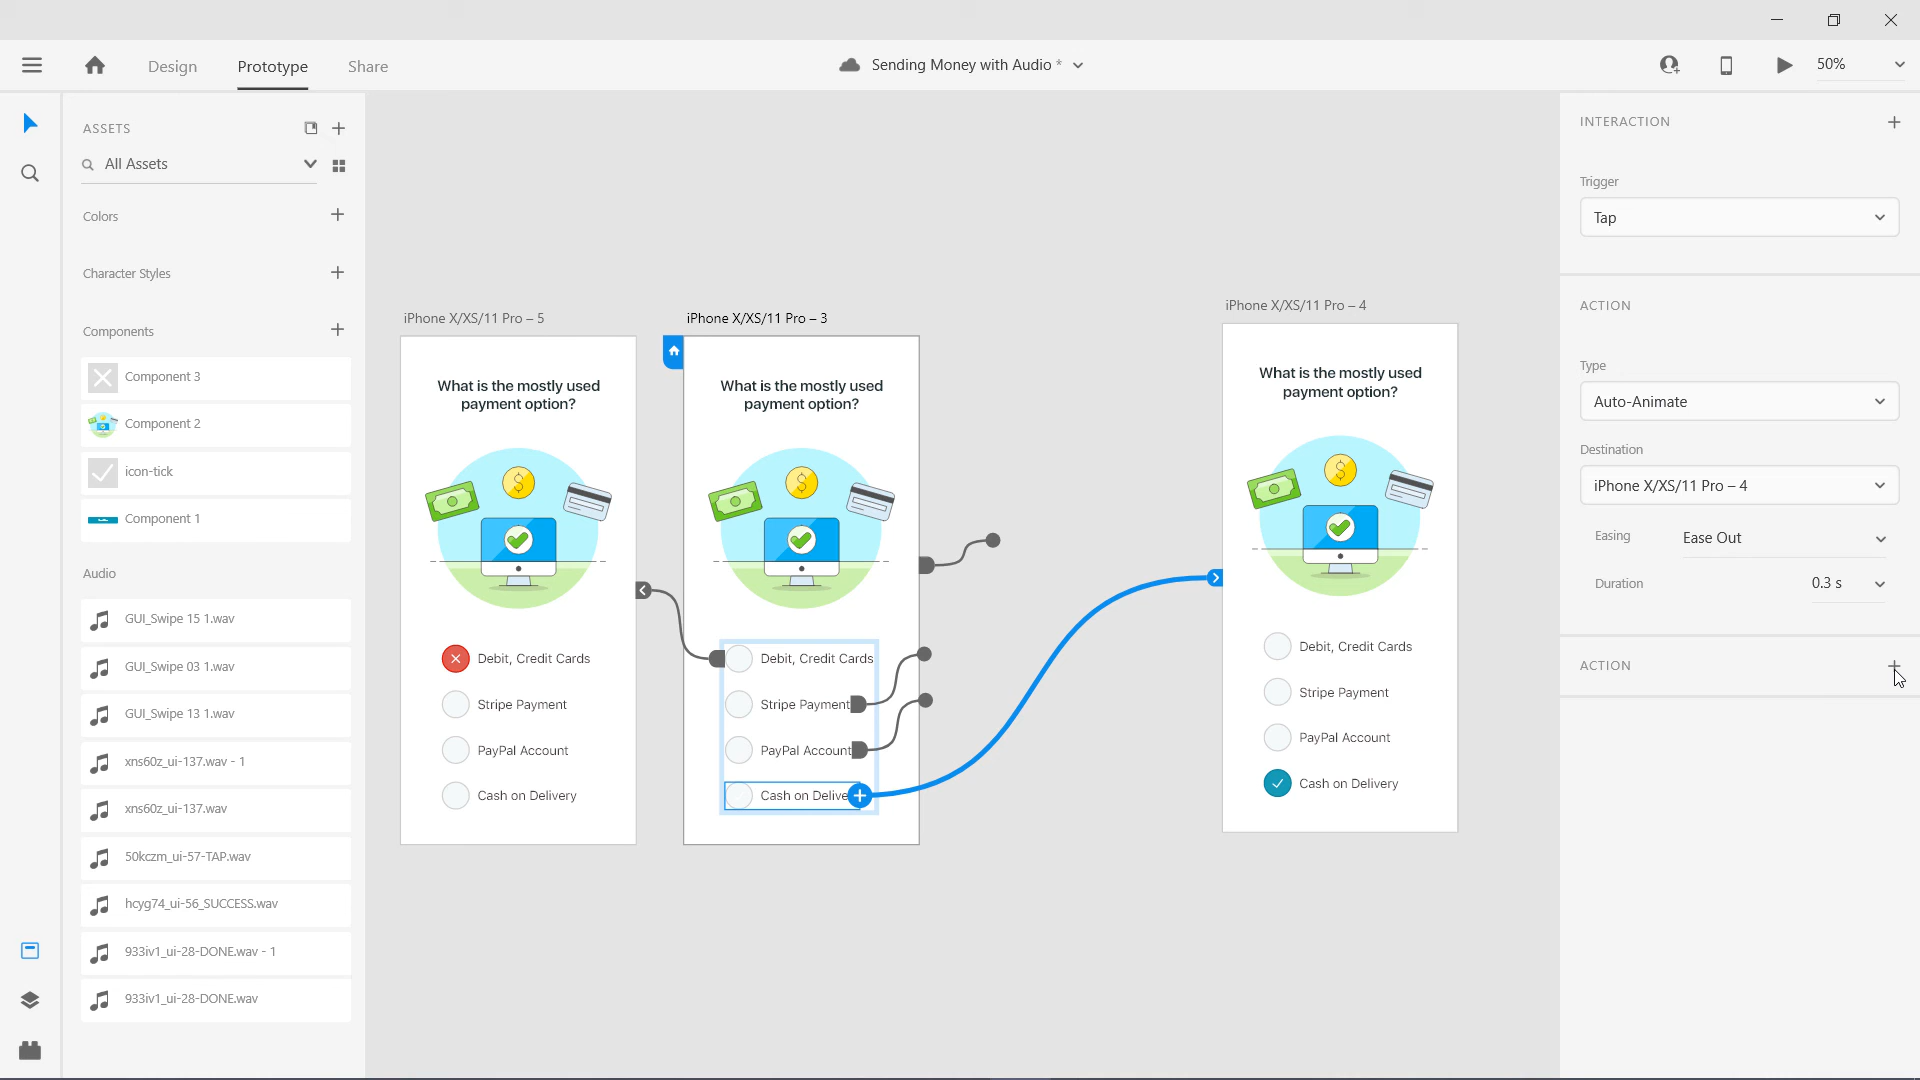 Design
Prototype
Share
Sending Money with Audio *
50%
ASSETS
All Assets
Colors
Character Styles
Components
Component 3
Component 2
icon-tick
Component 1
Audio
GUI_Swipe 15 1.wav
GUI_Swipe 03 1.wav
GUI_Swipe 13 1.wav
xns60z_ui-137.wav - 1
xns60z_ui-137.wav
50kczm_ui-57-TAP.wav
hcyg74_ui-56_SUCCESS.wav
933iv1_ui-28-DONE.wav - 1
933iv1_ui-28-DONE.wav
iPhone X/XS/11 Pro – 5
What is the mostly used
payment option?
Debit, Credit Cards
Stripe Payment
PayPal Account
Cash on Delivery
iPhone X/XS/11 Pro – 3
What is the mostly used
payment option?
Debit, Credit Cards
Stripe Payment
PayPal Account
Cash on Delive
iPhone X/XS/11 Pro – 4
What is the mostly used
payment option?
Debit, Credit Cards
Stripe Payment
PayPal Account
Cash on Delivery
INTERACTION
Trigger
Tap
ACTION
Type
Auto-Animate
Destination
iPhone X/XS/11 Pro – 4
Easing
Ease Out
Duration
0.3 s
ACTION